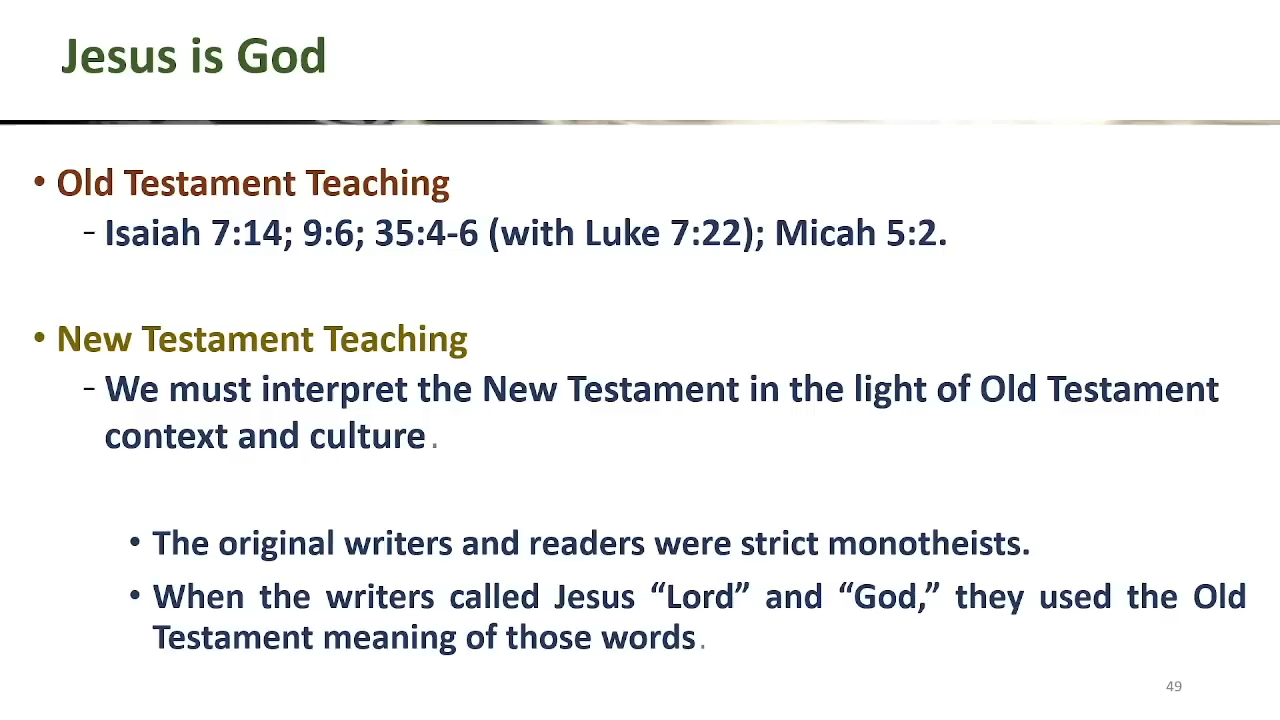 Jesus is God
• Old Testament Teaching
- Isaiah 7:14; 9:6; 35:4-6 (with Luke 7:22); Micah 5:2.
• New Testament Teaching
- We must interpret the New Testament in the light of Old Testament
context and culture.
• The original writers and readers were strict monotheists.
• When the writers called Jesus “Lord” and “God,” they used the Old
Testament meaning of those words.
49